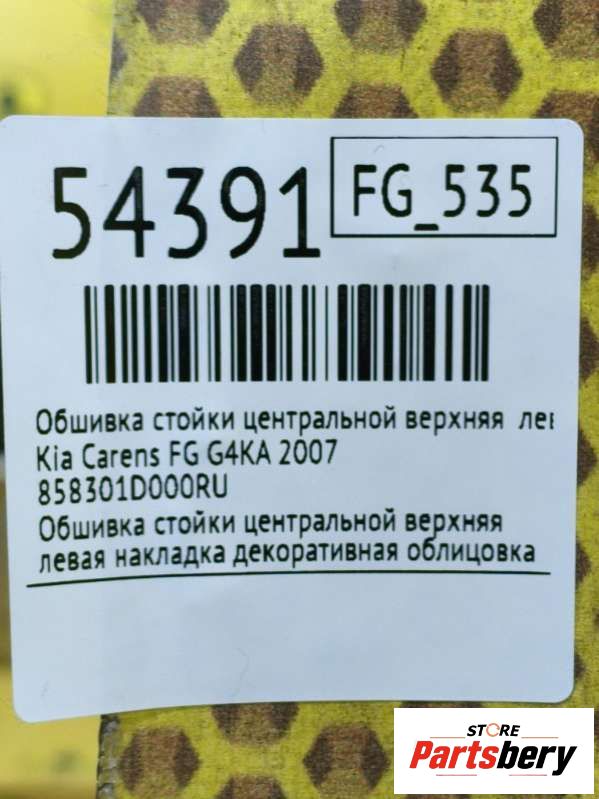 54391
FG_535
Обшивка стойки центральной верхняя лев
Kia Carens FG G4KA 2007
858301D000RU
Обшивка стойки центральной верхняя
левая накладка декоративная облицовка
STORE
Partsbery